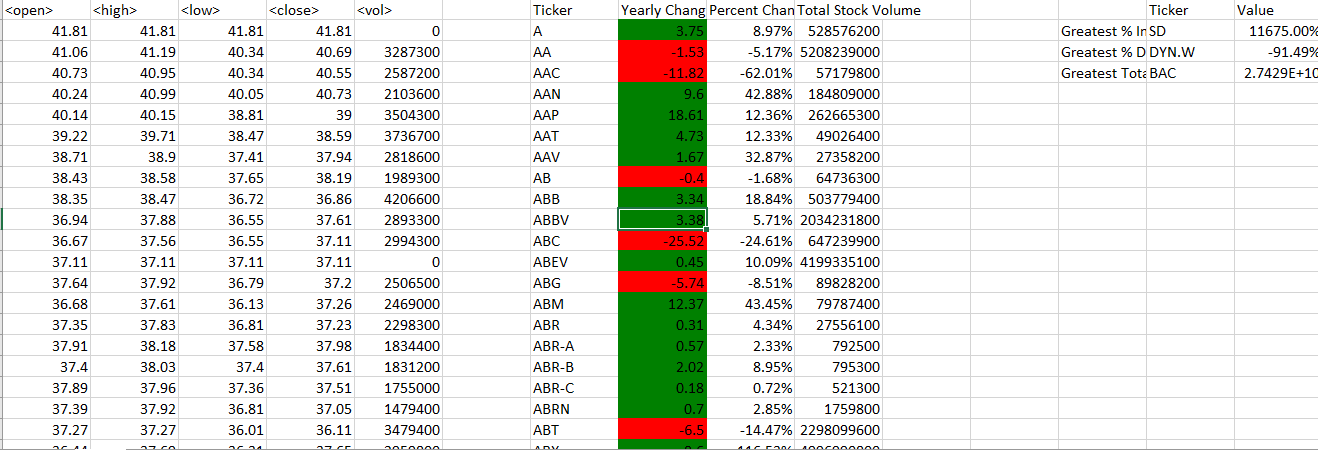 <open> <high> <low> <close> <vol> Ticker Yearly Chang Percent Chan Total Stock Volume Ticker Value
41.81 41.81 41.81 41.81 0 A 3.75 8.97% 528576200 Greatest % In SD 11675.00%
41.06 41.19 40.34 40.69 3287300 AA -1.53 -5.17% 5208239000 Greatest % D DYN.W -91.49%
40.73 40.95 40.34 40.55 2587200 AAC -11.82 -62.01% 57179800 Greatest Tota BAC 2.7429E+10
40.24 40.99 40.05 40.73 2103600 AAN 9.6 42.88% 184809000
40.14 40.15 38.81 39 3504300 AAP 18.61 12.36% 262665300
39.22 39.71 38.47 38.59 3736700 AAT 4.73 12.33% 49026400
38.71 38.9 37.41 37.94 2818600 AAV 1.67 32.87% 27358200
38.43 38.58 37.65 38.19 1989300 AB -0.4 -1.68% 64736300
38.35 38.47 36.72 36.86 4206600 ABB 3.34 18.84% 503779400
36.94 37.88 36.55 37.61 2893300 ABBV 3.38 5.71% 2034231800
36.67 37.56 36.55 37.11 2994300 ABC -25.52 -24.61% 647239900
37.11 37.11 37.11 37.11 0 ABEV 0.45 10.09% 4199335100
37.64 37.92 36.79 37.2 2506500 ABG -5.74 -8.51% 89828200
36.68 37.61 36.13 37.26 2469000 ABM 12.37 43.45% 79787400
37.35 37.83 36.81 37.23 2298300 ABR 0.31 4.34% 27556100
37.91 38.18 37.58 37.98 1834400 ABR-A 0.57 2.33% 792500
37.4 38.03 37.4 37.61 1831200 ABR-B 2.02 8.95% 795300
37.89 37.96 37.36 37.51 1755000 ABR-C 0.18 0.72% 521300
37.39 37.92 36.81 37.05 1479400 ABRN 0.7 2.85% 1759800
37.27 37.27 36.01 36.11 3479400 ABT -6.5 -14.47% 2298099600